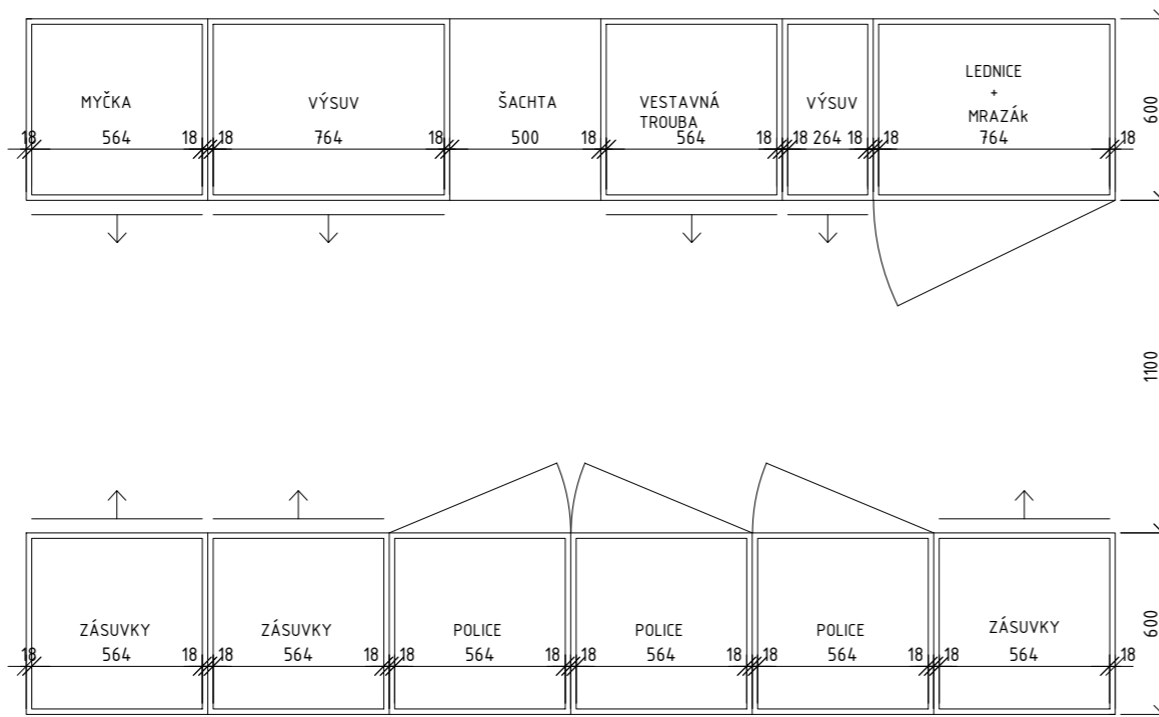 LEDNICE
+
MRAZÁk
MYČKA
VÝSUV
ŠACHTA
VESTAVNÁ
TROUBA
VÝSUV
600
18 564 18 18 764 18 500 18 564 18 18 264 18 18 764 18
1100
600
ZÁSUVKY ZÁSUVKY POLICE POLICE POLICE ZÁSUVKY
18 564 18 18 564 18 18 564 18 18 564 18 18 564 18 18 564 18